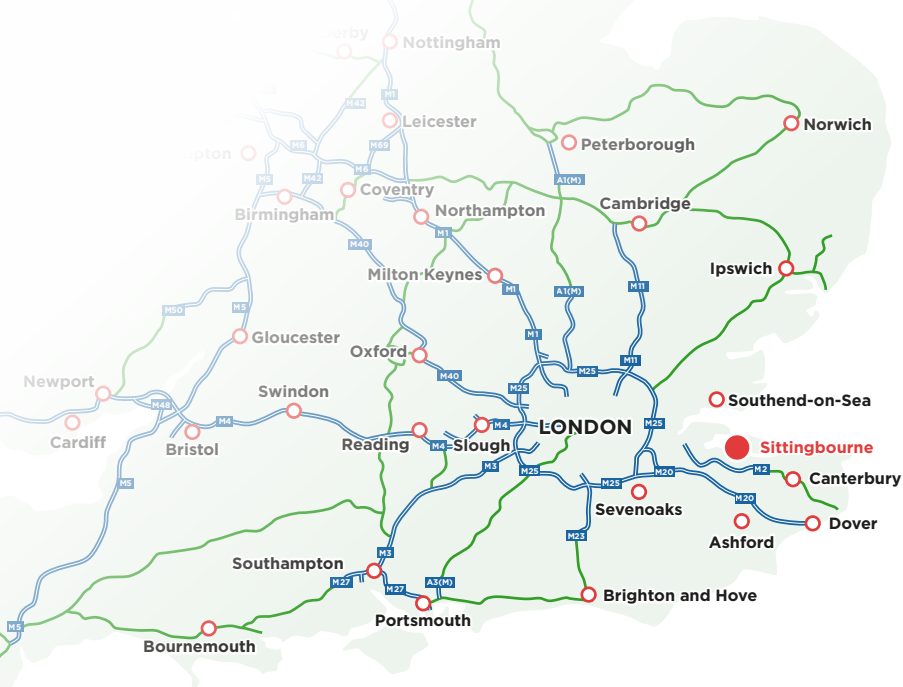 Derby
Nottingham
M1
M42
Leicester
Norwich
M6
M69
Peterborough
M6
M5
M42
A1(M)
Coventry
Cambridge
Birmingham
Northampton
M1
M40
Ipswich
Milton Keynes
M1
M11
A1(M)
M5
M50
Gloucester
M1
Oxford
M25
M11
M40
Newport
Swindon
M25
Southend-on-Sea
M48
M4
M4
M25
LONDON
Cardiff
Bristol
Reading
M4
Slough
Sittingbourne
M3
M25
M20
M2
Canterbury
M5
M25
Sevenoaks
M20
Dover
M23
Ashford
M3
Southampton
M27
M27
A3(M)
Brighton and Hove
Portsmouth
M5
Bournemouth